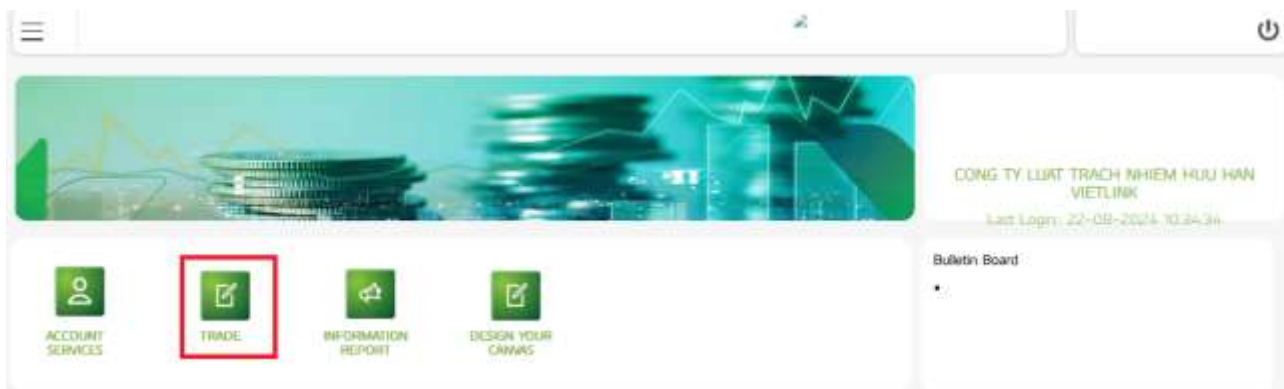 CONG TY LUAT TRACH NHIEM HUU HAN
VIETLINK
Last Login: 22-08-2024 10:34:34
Bulletin Board
ACCOUNT
SERVICES
TRADE
INFORMATION
REPORT
DESIGN YOUR
CANVAS